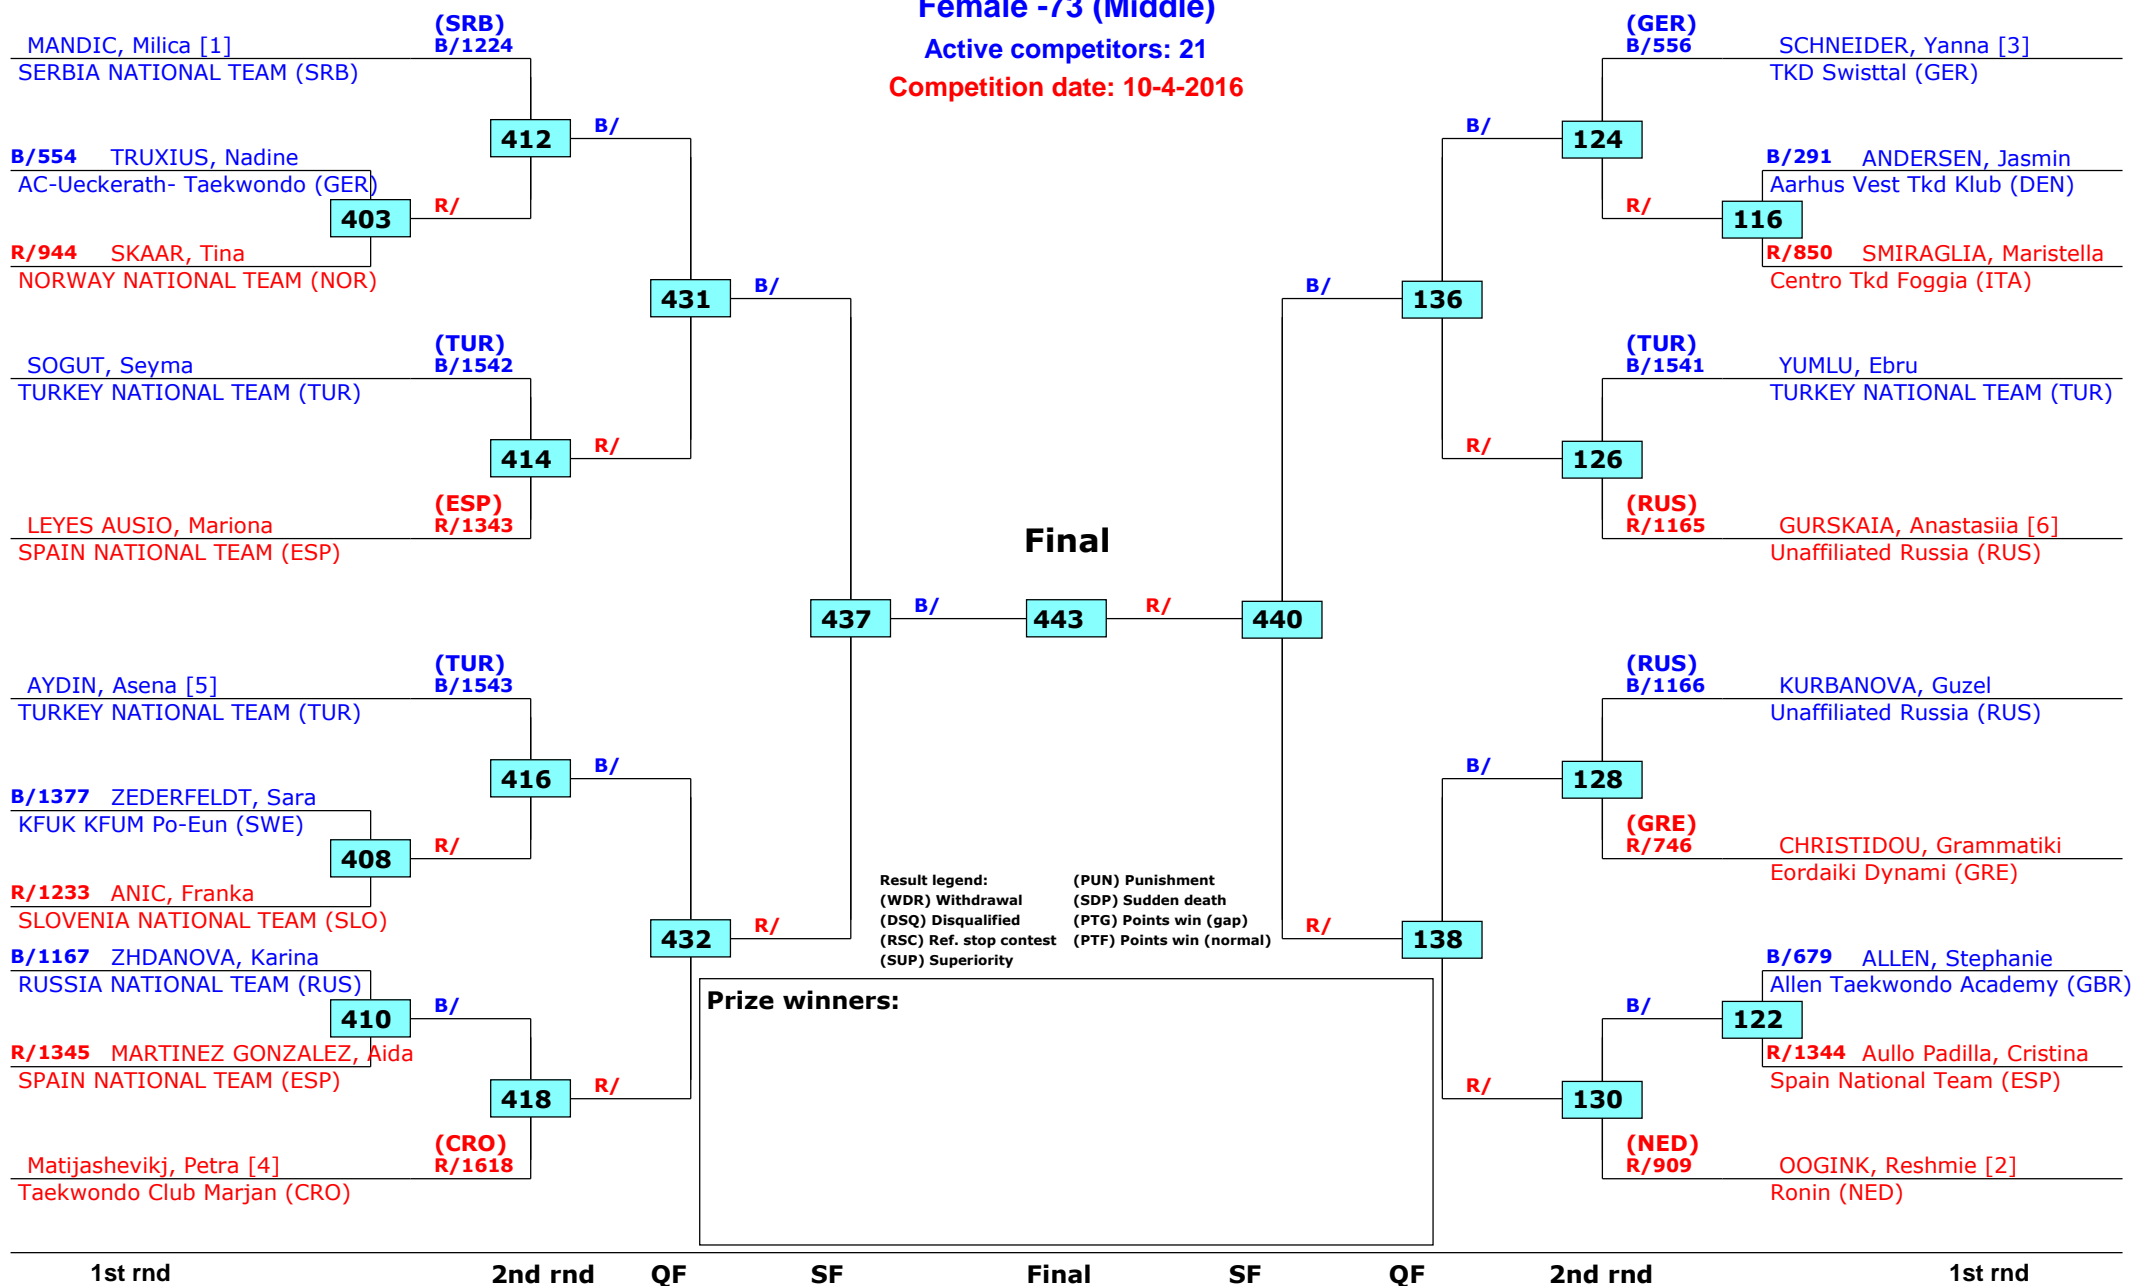 Female -73 (Middle)
Active competitors: 21
Competition date: 10-4-2016
(SRB)
MANDIC, Milica [1] B/1224
SERBIA NATIONAL TEAM (SRB)
412
B/
B/554 TRUXIUS, Nadine
AC-Ueckerath- Taekwondo (GER)
403
R/
R/944 SKAAR, Tina
NORWAY NATIONAL TEAM (NOR)
431
B/
(TUR)
SOGUT, Seyma B/1542
TURKEY NATIONAL TEAM (TUR)
414
R/
(ESP)
LEYES AUSIO, Mariona R/1343
SPAIN NATIONAL TEAM (ESP)
437
B/
(TUR)
AYDIN, Asena [5] B/1543
TURKEY NATIONAL TEAM (TUR)
416
B/
B/1377 ZEDERFELDT, Sara
KFUK KFUM Po-Eun (SWE)
408
R/
R/1233 ANIC, Franka
SLOVENIA NATIONAL TEAM (SLO)
432
R/
B/1167 ZHDANOVA, Karina
RUSSIA NATIONAL TEAM (RUS)
410
B/
R/1345 MARTINEZ GONZALEZ, Aida
SPAIN NATIONAL TEAM (ESP)
418
R/
(CRO)
Matijashevikj, Petra [4] R/1618
Taekwondo Club Marjan (CRO)
Final
443
R/
440
(GER)
B/556 SCHNEIDER, Yanna [3]
TKD Swisttal (GER)
B/
124
B/291 ANDERSEN, Jasmin
Aarhus Vest Tkd Klub (DEN)
R/
116
R/850 SMIRAGLIA, Maristella
Centro Tkd Foggia (ITA)
B/
136
(TUR)
B/1541 YUMLU, Ebru
TURKEY NATIONAL TEAM (TUR)
R/
126
(RUS)
R/1165 GURSKAIA, Anastasiia [6]
Unaffiliated Russia (RUS)
(RUS)
B/1166 KURBANOVA, Guzel
Unaffiliated Russia (RUS)
B/
128
(GRE)
R/746 CHRISTIDOU, Grammatiki
Eordaiki Dynami (GRE)
R/
138
B/679 ALLEN, Stephanie
Allen Taekwondo Academy (GBR)
B/
122
R/1344 Aullo Padilla, Cristina
Spain National Team (ESP)
R/
130
(NED)
R/909 OOGINK, Reshmie [2]
Ronin (NED)
Result legend: (PUN) Punishment
(WDR) Withdrawal (SDP) Sudden death
(DSQ) Disqualified (PTG) Points win (gap)
(RSC) Ref. stop contest (PTF) Points win (normal)
(SUP) Superiority
Prize winners:
1st rnd 2nd rnd QF SF Final SF QF 2nd rnd 1st rnd